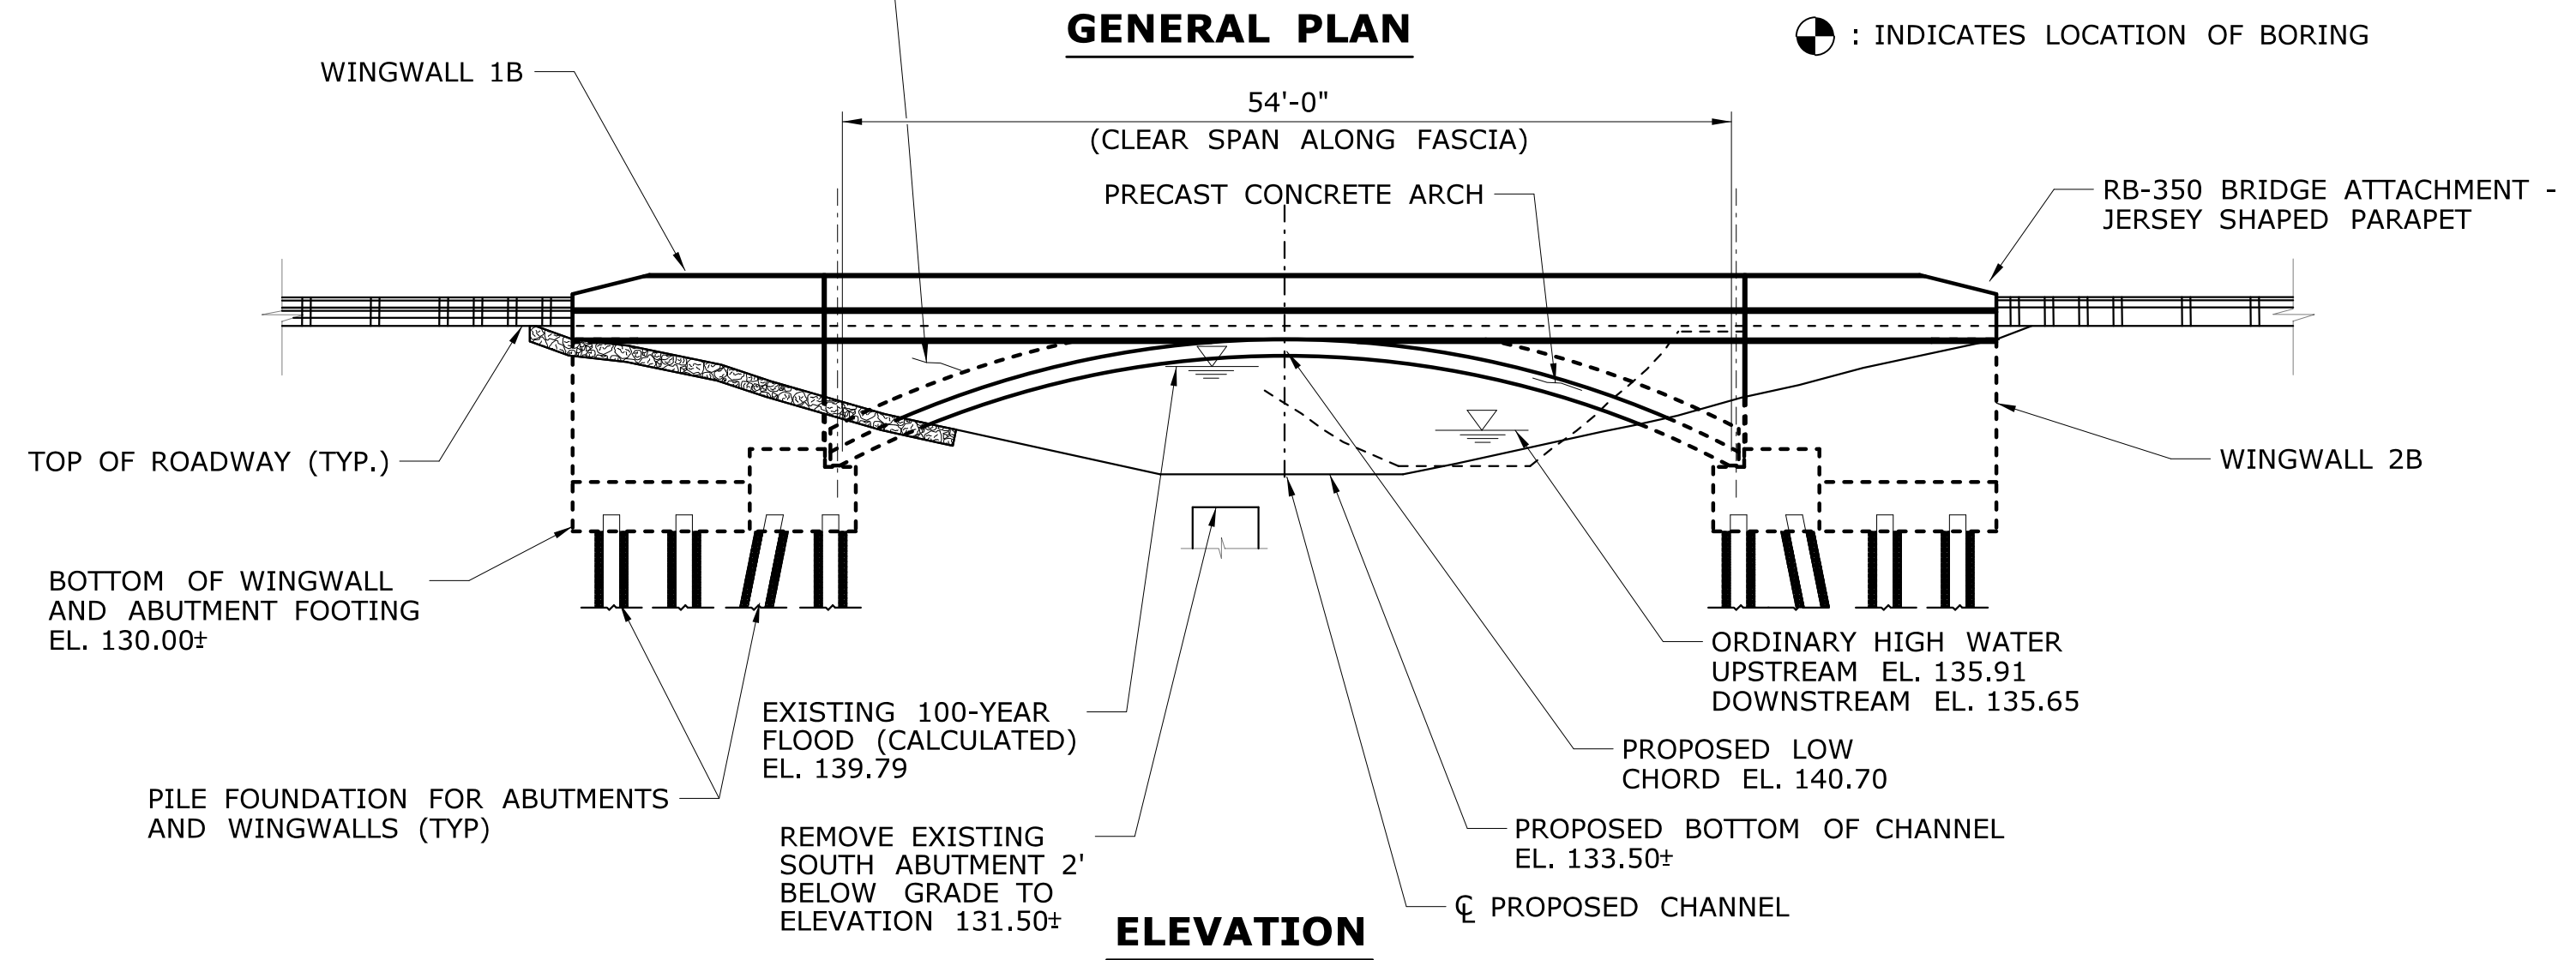 GENERAL PLAN
: INDICATES LOCATION OF BORING
WINGWALL 1B
54'-0"
(CLEAR SPAN ALONG FASCIA)
PRECAST CONCRETE ARCH
RB-350 BRIDGE ATTACHMENT -
JERSEY SHAPED PARAPET
TOP OF ROADWAY (TYP.)
WINGWALL 2B
BOTTOM OF WINGWALL
AND ABUTMENT FOOTING
EL. 130.00±
ORDINARY HIGH WATER
UPSTREAM EL. 135.91
DOWNSTREAM EL. 135.65
EXISTING 100-YEAR
FLOOD (CALCULATED)
EL. 139.79
PROPOSED LOW
CHORD EL. 140.70
PILE FOUNDATION FOR ABUTMENTS
AND WINGWALLS (TYP)
REMOVE EXISTING
SOUTH ABUTMENT 2'
BELOW GRADE TO
ELEVATION 131.50±
PROPOSED BOTTOM OF CHANNEL
EL. 133.50±
℄ PROPOSED CHANNEL
ELEVATION